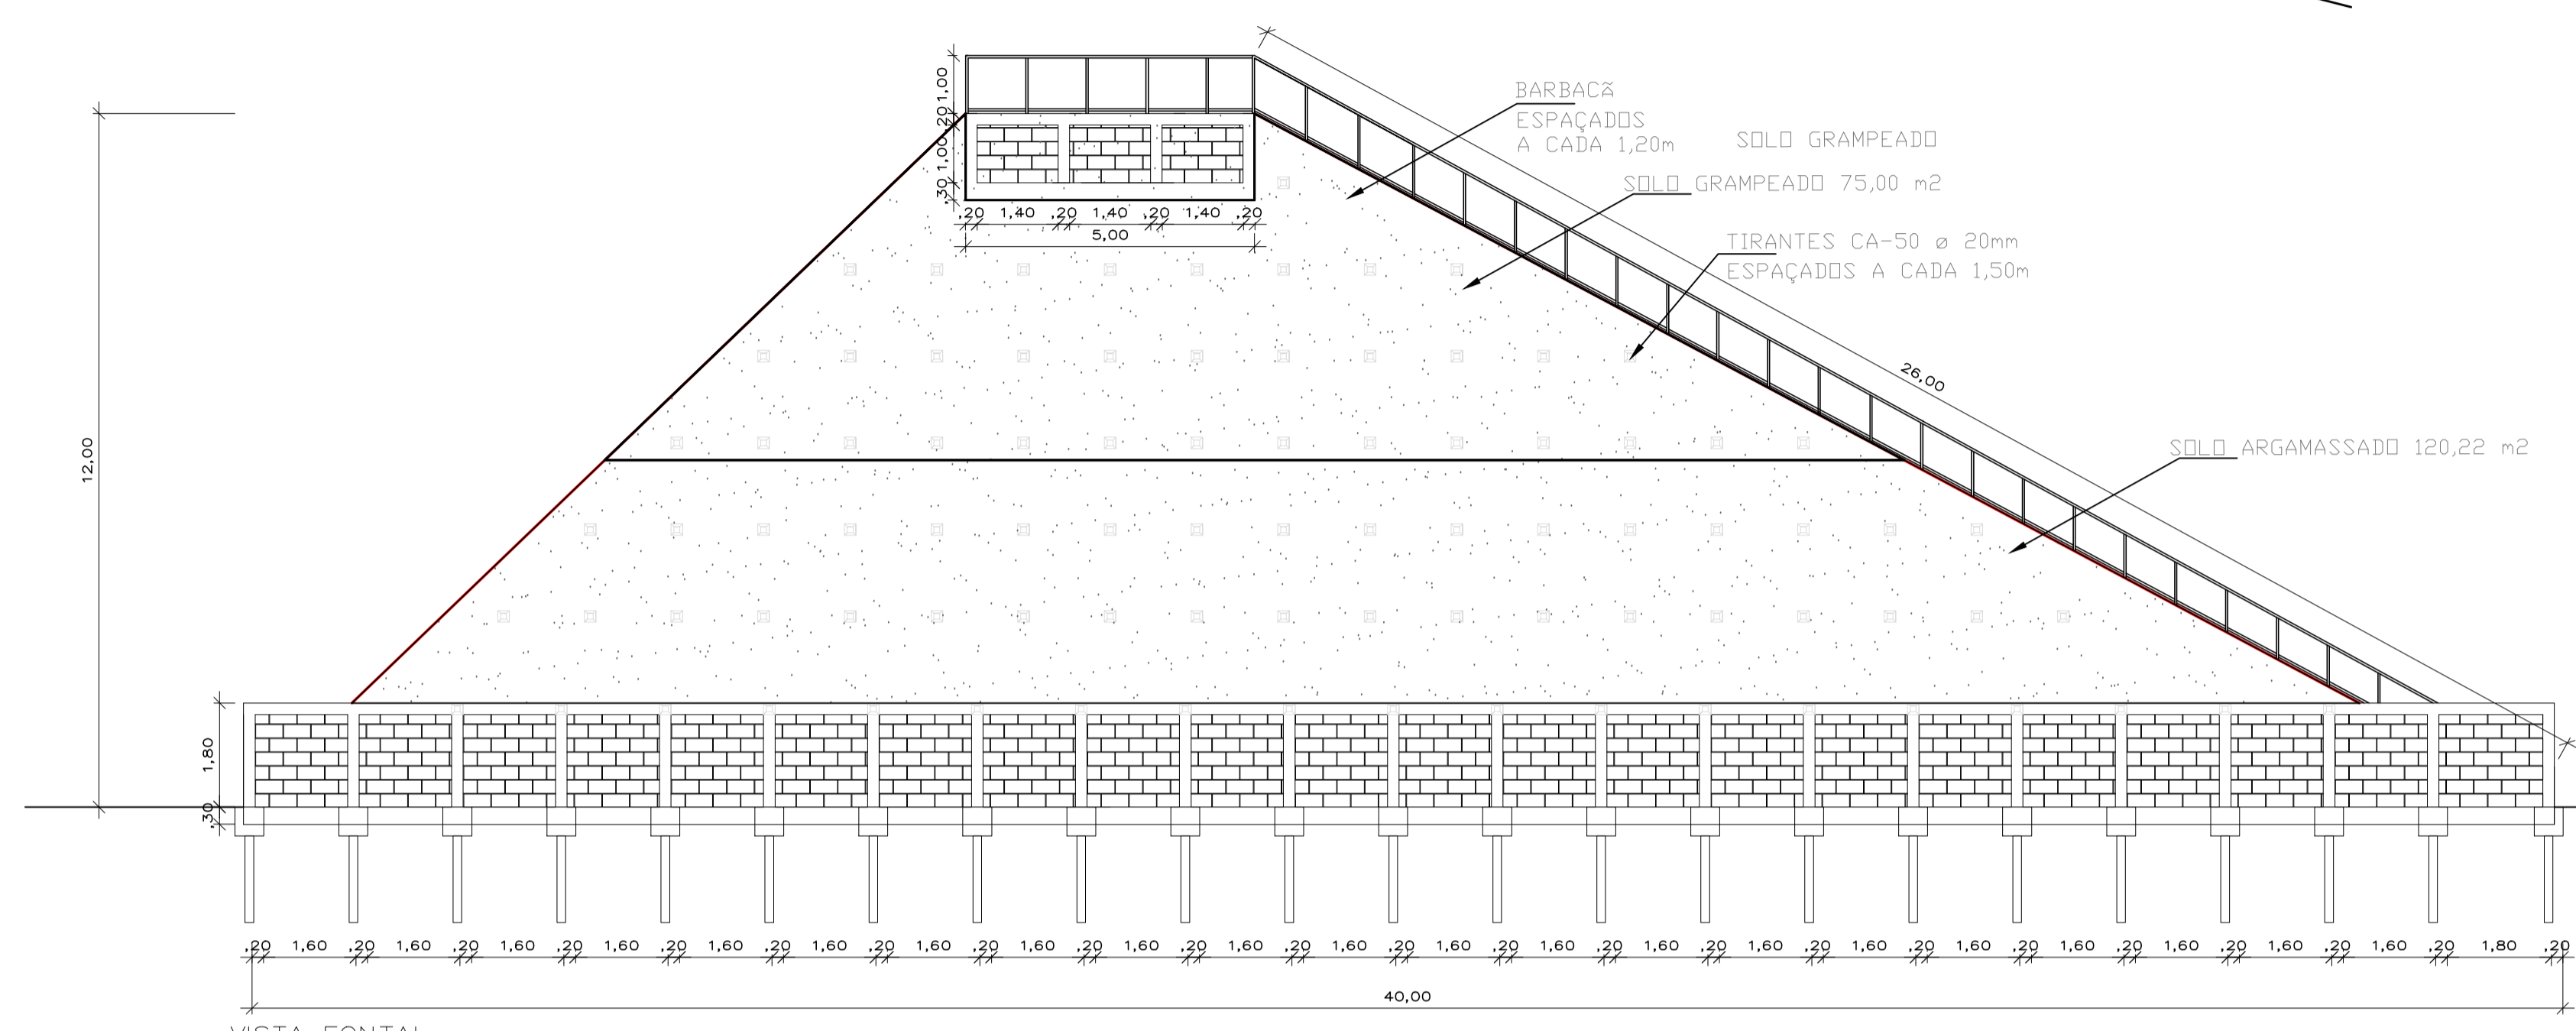 BARBACÃ
ESPAÇADOS
A CADA 1,20m
SOLO GRAMPEADO
SOLO GRAMPEADO 75,00 m2
TIRANTES CA-50 ø 20mm
ESPAÇADOS A CADA 1,50m
SOLO ARGAMASSADO 120,22 m2
1,00
,20
1,00
,30
,20 1,40 ,20 1,40 ,20 1,40 ,20
5,00
26,00
12,00
1,80
,30
,20 1,60 ,20 1,60 ,20 1,60 ,20 1,60 ,20 1,60 ,20 1,60 ,20 1,60 ,20 1,60 ,20 1,60 ,20 1,60 ,20 1,60 ,20 1,60 ,20 1,60 ,20 1,60 ,20 1,60 ,20 1,60 ,20 1,60 ,20 1,60 ,20 1,60 ,20 1,60 ,20 1,60 ,20 1,80 ,20
40,00
VISTA FONTAL